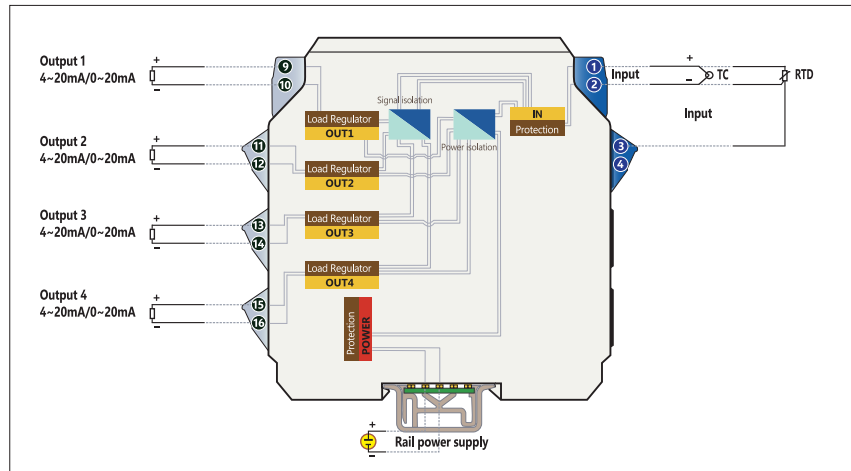 Output 1
4~20mA/0~20mA
+
−
9
10
Output 2
4~20mA/0~20mA
+
−
11
12
Output 3
4~20mA/0~20mA
+
−
13
14
Output 4
4~20mA/0~20mA
+
−
15
16
Signal isolation
Load Regulator
OUT1
Load Regulator
OUT2
Load Regulator
OUT3
Load Regulator
OUT4
Power isolation
IN
Protection
Protection
POWER
1
2
Input
+
−
TC
RTD
Input
3
4
+
−
Rail power supply